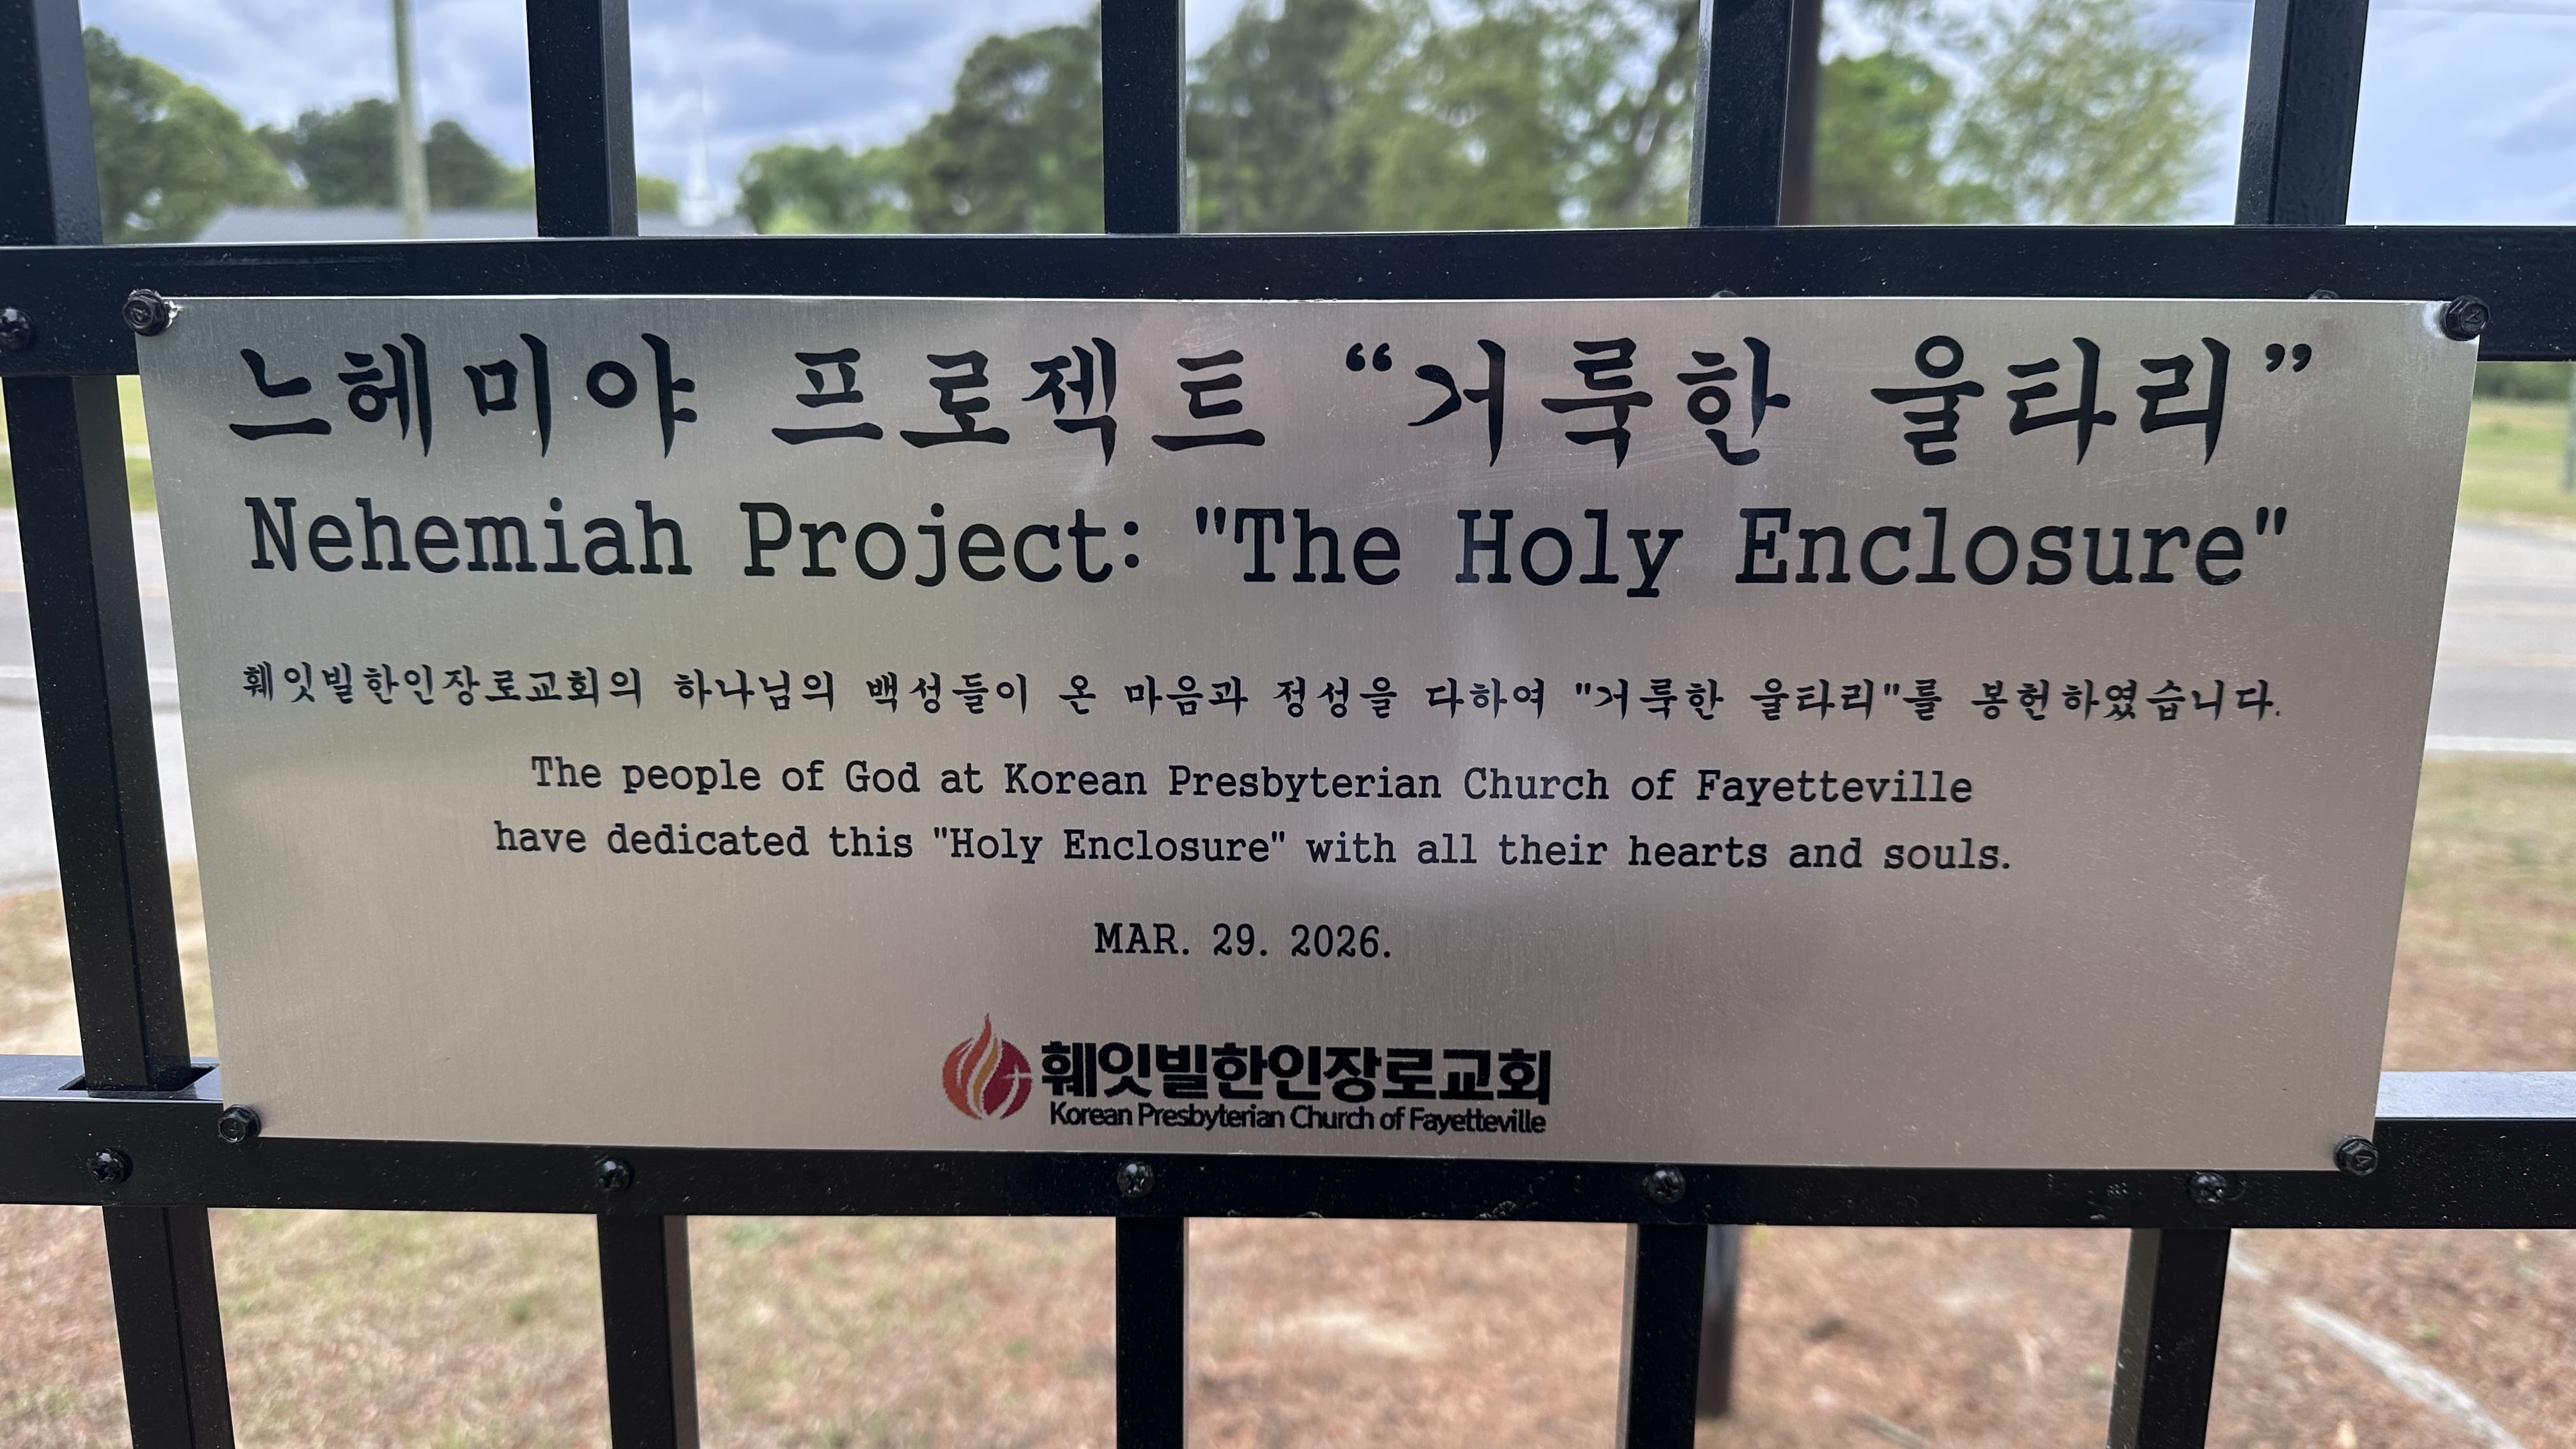 느헤미야 프로젝트 “거룩한 울타리”
Nehemiah Project: "The Holy Enclosure"
훼잇빌한인장로교회의 하나님의 백성들이 온 마음과 정성을 다하여 "거룩한 울타리"를 봉헌하였습니다.
The people of God at Korean Presbyterian Church of Fayetteville
have dedicated this "Holy Enclosure" with all their hearts and souls.
MAR. 29. 2026.
훼잇빌한인장로교회
Korean Presbyterian Church of Fayetteville